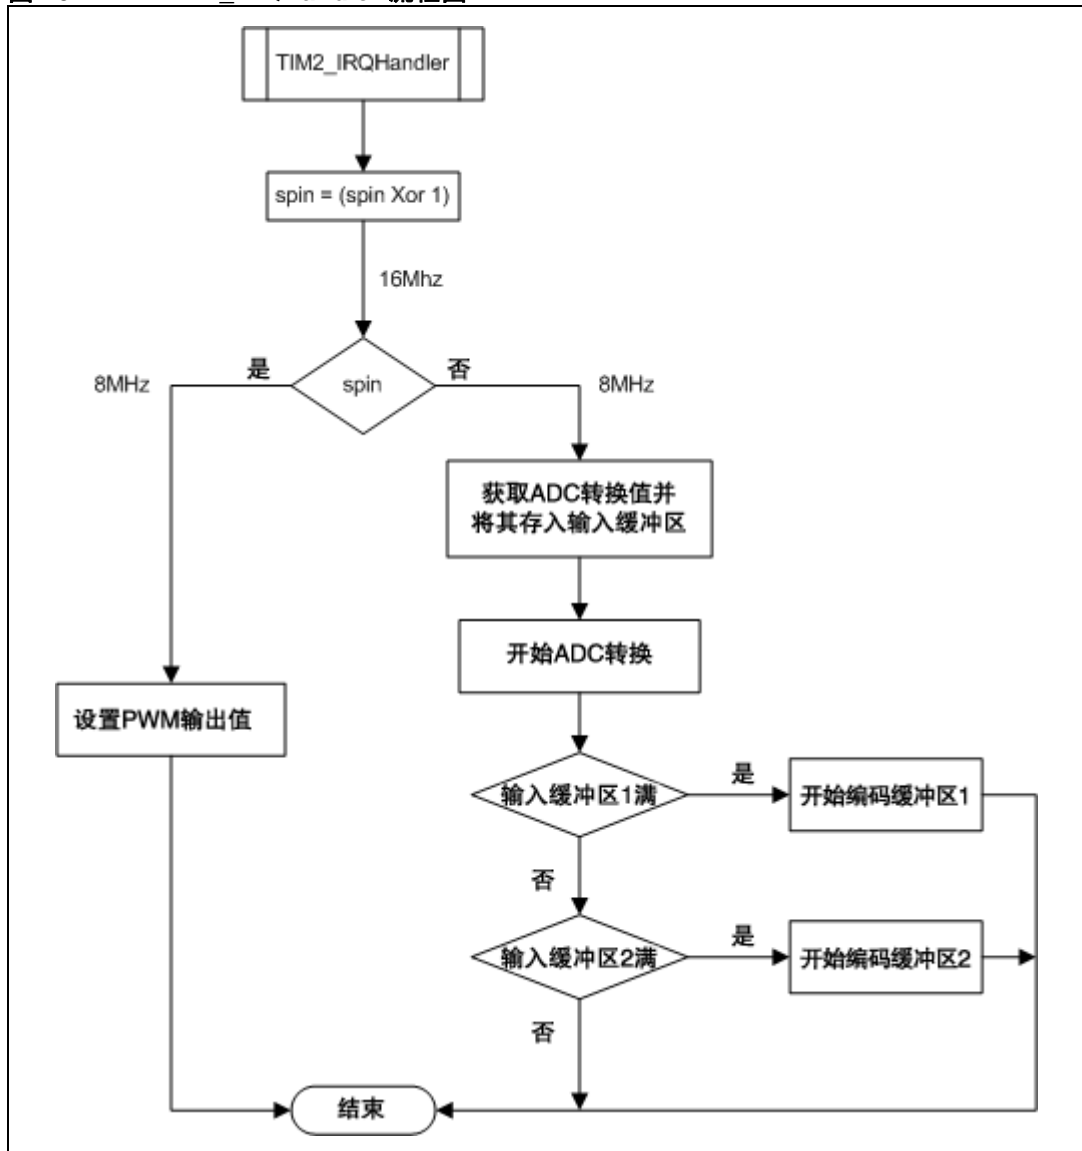 TIM2_IRQHandler
spin = (spin Xor 1)
16Mhz
是
否
8MHz
spin
8MHz
获取ADC转换值并
将其存入输入缓冲区
开始ADC转换
设置PWM输出值
输入缓冲区1满
是
开始编码缓冲区1
否
输入缓冲区2满
是
开始编码缓冲区2
否
结束